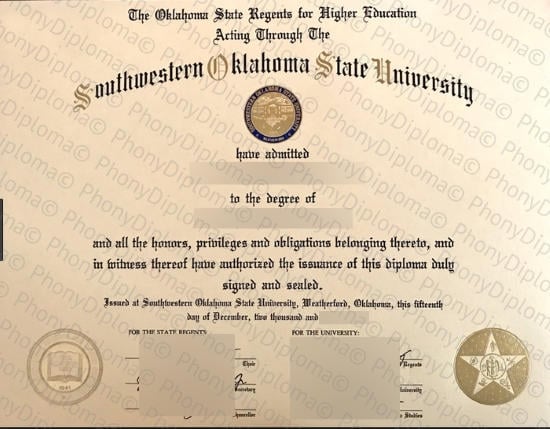 The Oklahoma State Regents for Higher Education
Acting Through The
Southwestern Oklahoma State University
have admitted
to the degree of
and all the honors, privileges and obligations belonging thereto, and
in witness thereof have authorized the issuance of this diploma duly
signed and sealed.
Issued at Southwestern Oklahoma State University, Weatherford, Oklahoma, this fifteenth
day of December, two thousand and
FOR THE STATE REGENTS: FOR THE UNIVERSITY:
Chair Regents
Secretary University
Chancellor Studies
PhonyDiploma©